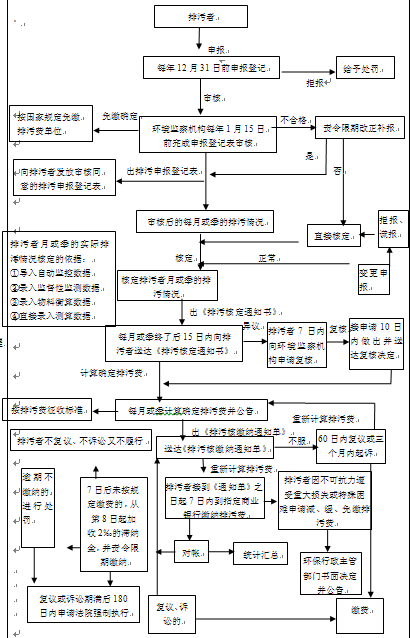 排污者
申报
每年12月31日前申报登记
给予处罚
拒报
审核
按国家规定免缴
排污费单位。
免缴确定
环境监察机构每年1月15日
前完成申报登记表审核
不合格
责令限期改正补报
是
否
向排污者发放审核同
意的排污申报登记表
出排污申报登记表
审核后的每月或季的排污情况
直接核定
拒报、
谎报
排污者月或季的实际排
污情况核定的依据:
①导入自动监控数据
②录入监督性监测数据
③录入物料衡算数据
④直接录入测算数据
核定
正常
变更申
报
核定排污者月或季的排
污情况
出《排污核定通知书》
每月或季终了后15日内向排
污者送达《排污核定通知书》
异议
排污者7日内
向环境监察机
构申请复核
复核
接申请10日
内做出并送
达复核决定
计算确定排污费
按排污费征收标准
每月或季计算确定排污费并公告
出《排污核缴通知单》
重新计算排污费
排污者不复议、不诉讼又不履行
送达《排污核缴通知单》
不服
60日内复议或三
个月内起诉
重新计算排污费
逾期不
缴纳的,
进行处
罚
7日后未按规
定缴费的,从
第8日起加
收2‰的滞纳
金,并责令限
期缴纳
排污者接到《通知单》之
日起7日内到指定商业
银行缴纳排污费
排污者因不可抗力遭
受重大损失或特殊困
难申请减、缓、免缴排
污费
对帐
统计汇总
环保行政主管
部门书面决定
并公告
复议或诉讼期满后180
日内申请法院强制执行
复议、诉
讼的
缴费